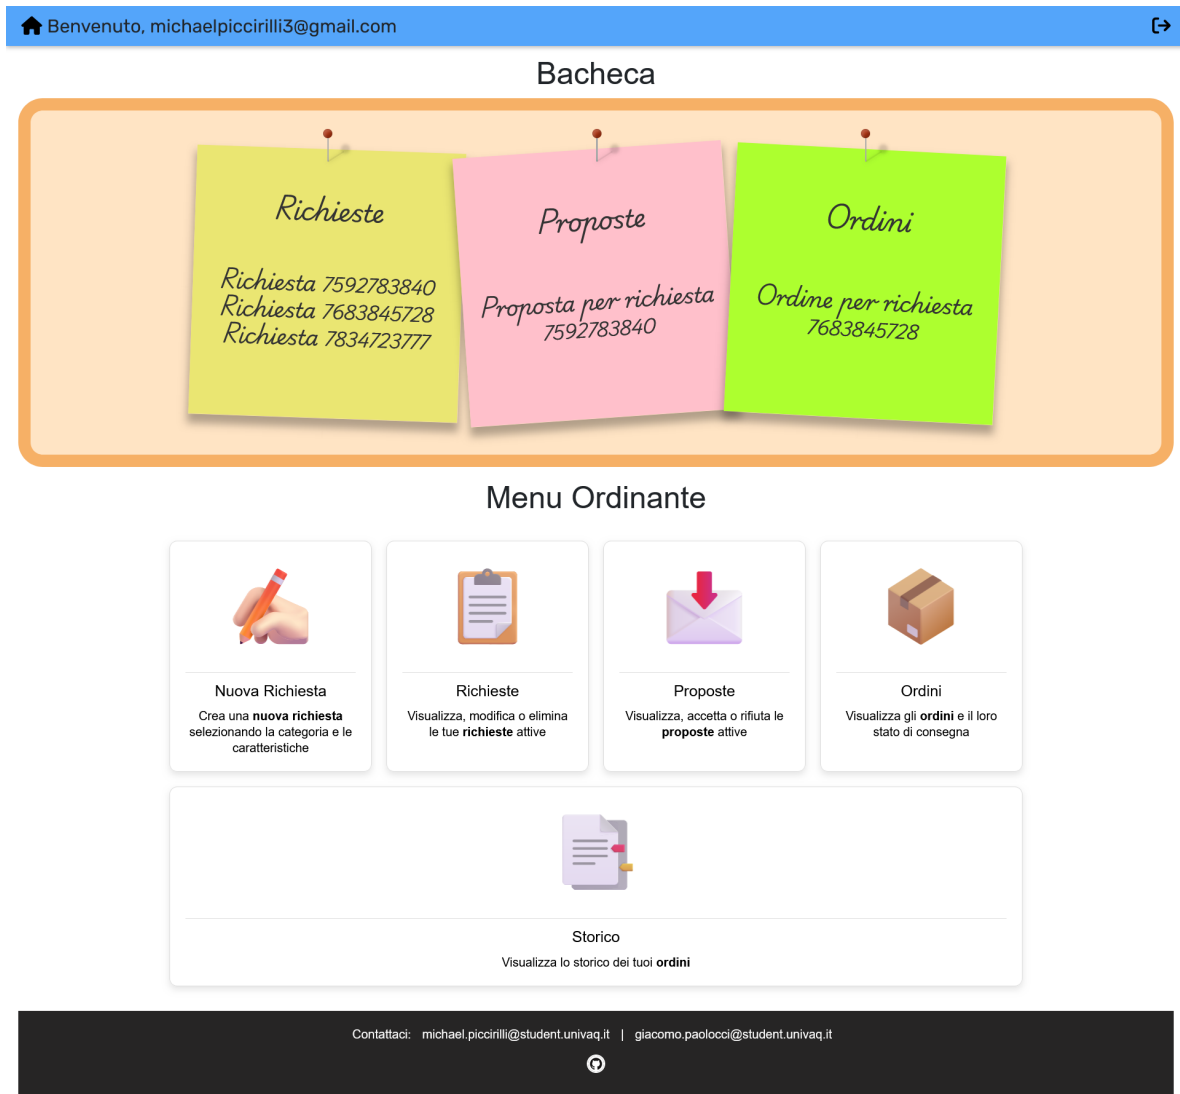 Benvenuto, michaelpiccirilli3@gmail.com
Bacheca
Richieste
Richiesta 7592783840
Richiesta 7683845728
Richiesta 7834723777
Proposte
Proposta per richiesta
7592783840
Ordini
Ordine per richiesta
7683845728
Menu Ordinante
Nuova Richiesta
Crea una nuova richiesta
selezionando la categoria e le
caratteristiche
Richieste
Visualizza, modifica o elimina
le tue richieste attive
Proposte
Visualizza, accetta o rifiuta le
proposte attive
Ordini
Visualizza gli ordini e il loro
stato di consegna
Storico
Visualizza lo storico dei tuoi ordini
Contattaci: michael.piccirilli@student.univaq.it | giacomo.paolocci@student.univaq.it